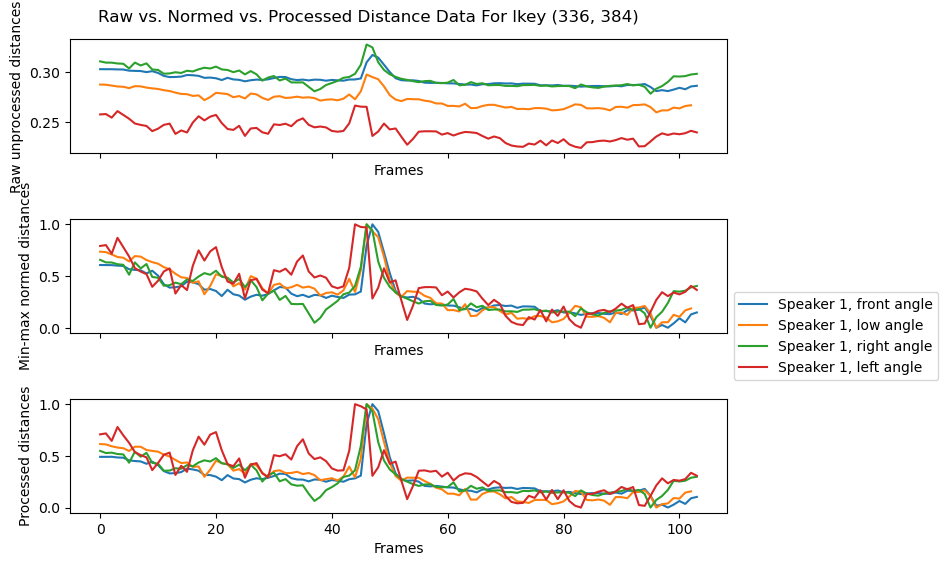 Raw vs. Normed vs. Processed Distance Data For lkey (336, 384)
Raw unprocessed distances
0.30
0.25
Frames
Min-max normed distances
1.0
0.5
0.0
Frames
Speaker 1, front angle
Speaker 1, low angle
Speaker 1, right angle
Speaker 1, left angle
Processed distances
1.0
0.5
0.0
0 20 40 60 80 100
Frames